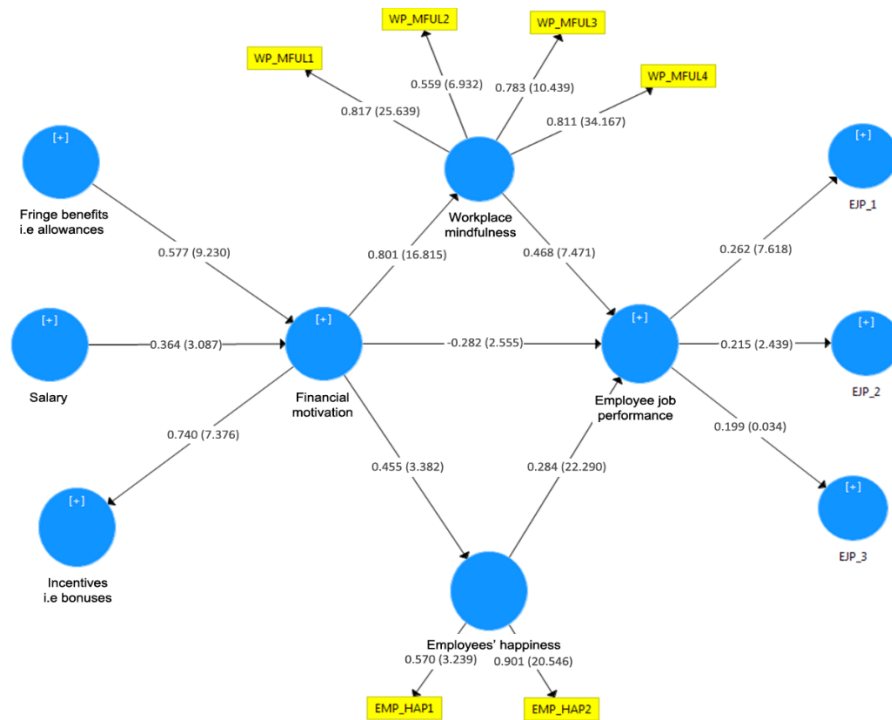 WP_MFUL2
WP_MFUL3
WP_MFUL1
WP_MFUL4
0.559 (6.932)
0.783 (10.439)
0.817 (25.639)
0.811 (34.167)
[+]
[+]
Fringe benefits
i.e allowances
Workplace
mindfulness
EJP_1
0.577 (9.230)
0.801 (16.815)
0.468 (7.471)
0.262 (7.618)
[+]
[+]
[+]
[+]
0.364 (3.087)
-0.282 (2.555)
0.215 (2.439)
Salary
Financial
motivation
Employee job
performance
EJP_2
0.740 (7.376)
0.199 (0.034)
0.455 (3.382)
0.284 (22.290)
[+]
[+]
Incentives
i.e bonuses
EJP_3
Employees' happiness
0.570 (3.239)
0.901 (20.546)
EMP_HAP1
EMP_HAP2